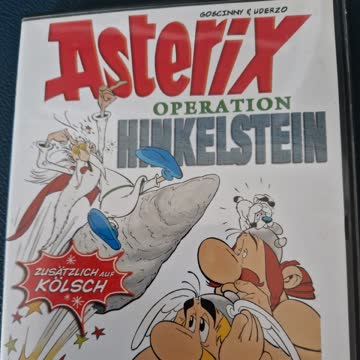 GOSCINNY & UDERZO
Asterix
OPERATION
HINKELSTEIN
ZUSÄTZLICH AUF
KÖLSCH